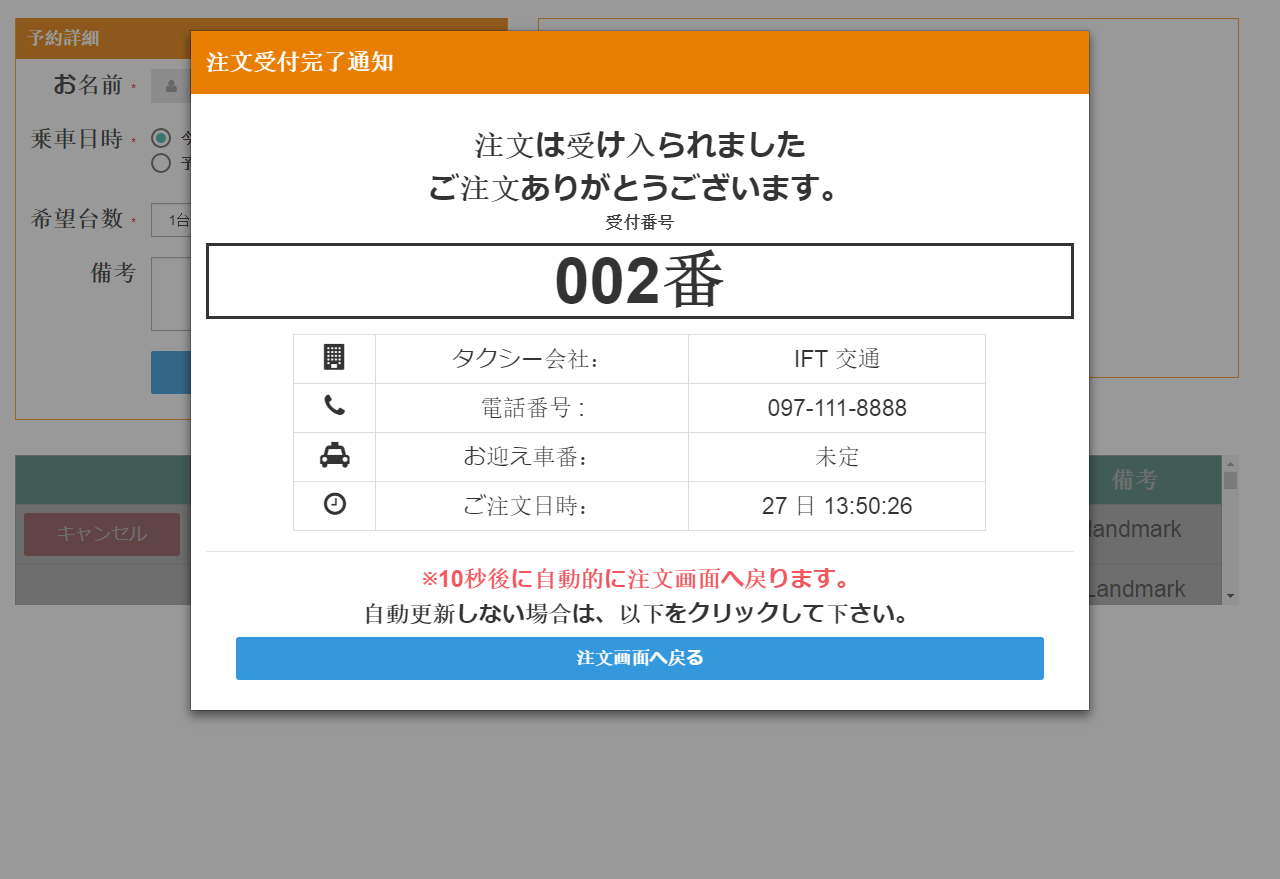 予約詳細
お名前 *
乗車日時 *
希望台数 *
1台
備考
注文受付完了通知
注文は受け入られました
ご注文ありがとうございます。
受付番号
002番
タクシー会社: IFT 交通
電話番号 : 097-111-8888
お迎え車番: 未定
ご注文日時: 27 日 13:50:26
※10秒後に自動的に注文画面へ戻ります。
自動更新しない場合は、以下をクリックして下さい。
注文画面へ戻る
備考
キャンセル
landmark
Landmark